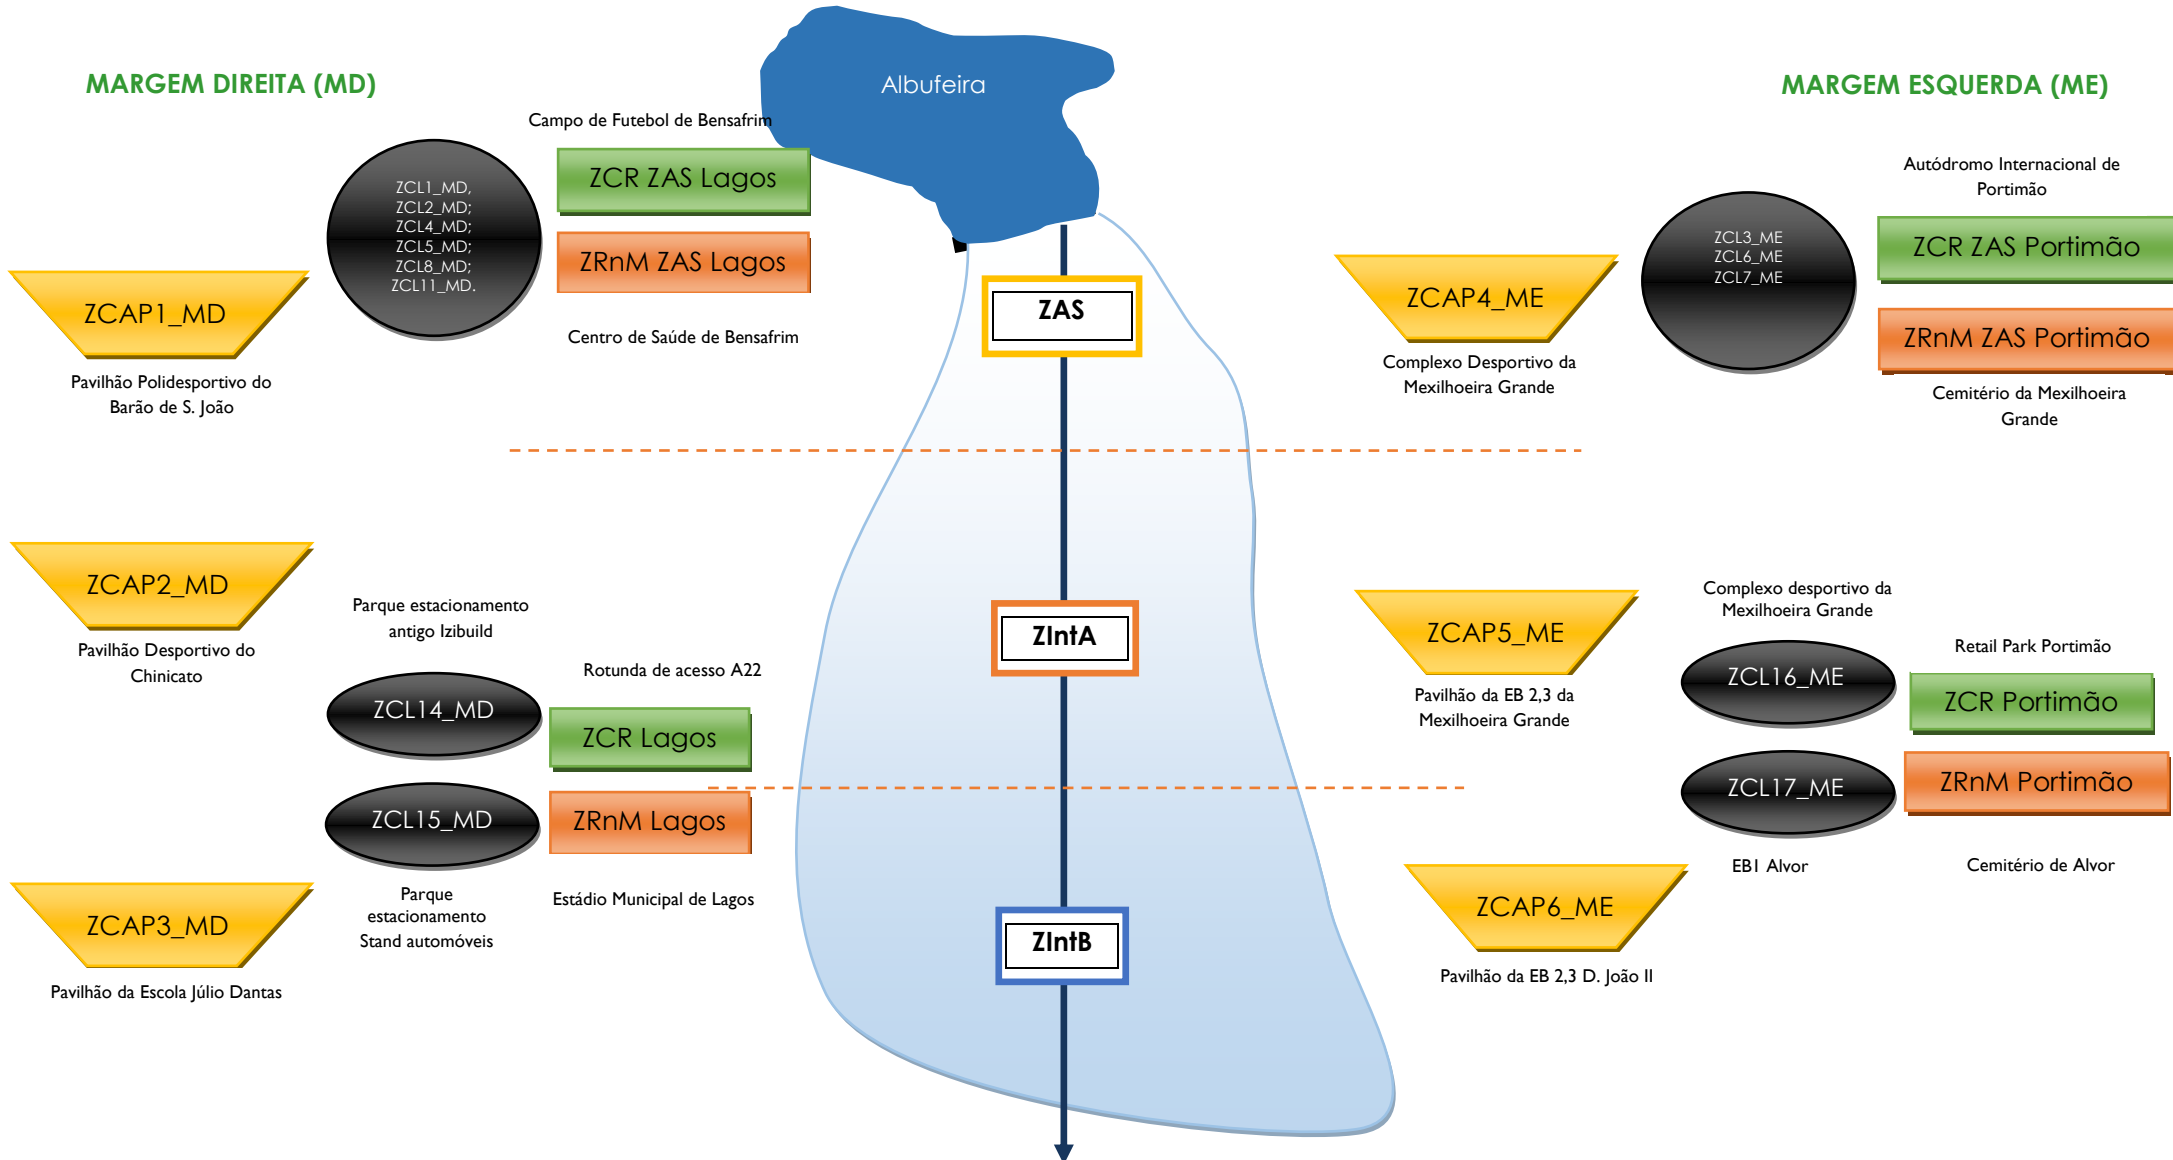 MARGEM DIREITA (MD)
Albufeira
MARGEM ESQUERDA (ME)
Campo de Futebol de Bensafrim
ZCL1_MD,
ZCL2_MD;
ZCL4_MD;
ZCL5_MD;
ZCL8_MD;
ZCL11_MD.
ZCR ZAS Lagos
ZRnM ZAS Lagos
Centro de Saúde de Bensafrim
ZCAP1_MD
Pavilhão Polidesportivo do
Barão de S. João
ZAS
ZCAP4_ME
Complexo Desportivo da
Mexilhoeira Grande
ZCL3_ME
ZCL6_ME
ZCL7_ME
Autódromo Internacional de
Portimão
ZCR ZAS Portimão
ZRnM ZAS Portimão
Cemitério da Mexilhoeira
Grande
ZCAP2_MD
Pavilhão Desportivo do
Chinicato
Parque estacionamento
antigo Izibuild
ZCL14_MD
Rotunda de acesso A22
ZCR Lagos
ZIntA
ZCAP5_ME
Pavilhão da EB 2,3 da
Mexilhoeira Grande
Complexo desportivo da
Mexilhoeira Grande
ZCL16_ME
Retail Park Portimão
ZCR Portimão
ZCL15_MD
Parque
estacionamento
Stand automóveis
ZRnM Lagos
Estádio Municipal de Lagos
ZCL17_ME
EB1 Alvor
ZRnM Portimão
Cemitério de Alvor
ZCAP3_MD
Pavilhão da Escola Júlio Dantas
ZIntB
ZCAP6_ME
Pavilhão da EB 2,3 D. João II